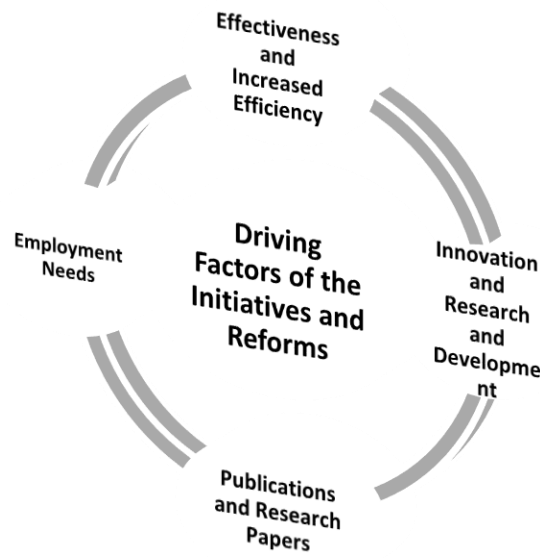 Effectiveness
and
Increased
Efficiency
Driving
Factors of the
Initiatives and
Reforms
Innovation
and
Research
and
Developme
nt
Publications
and Research
Papers
Employment
Needs